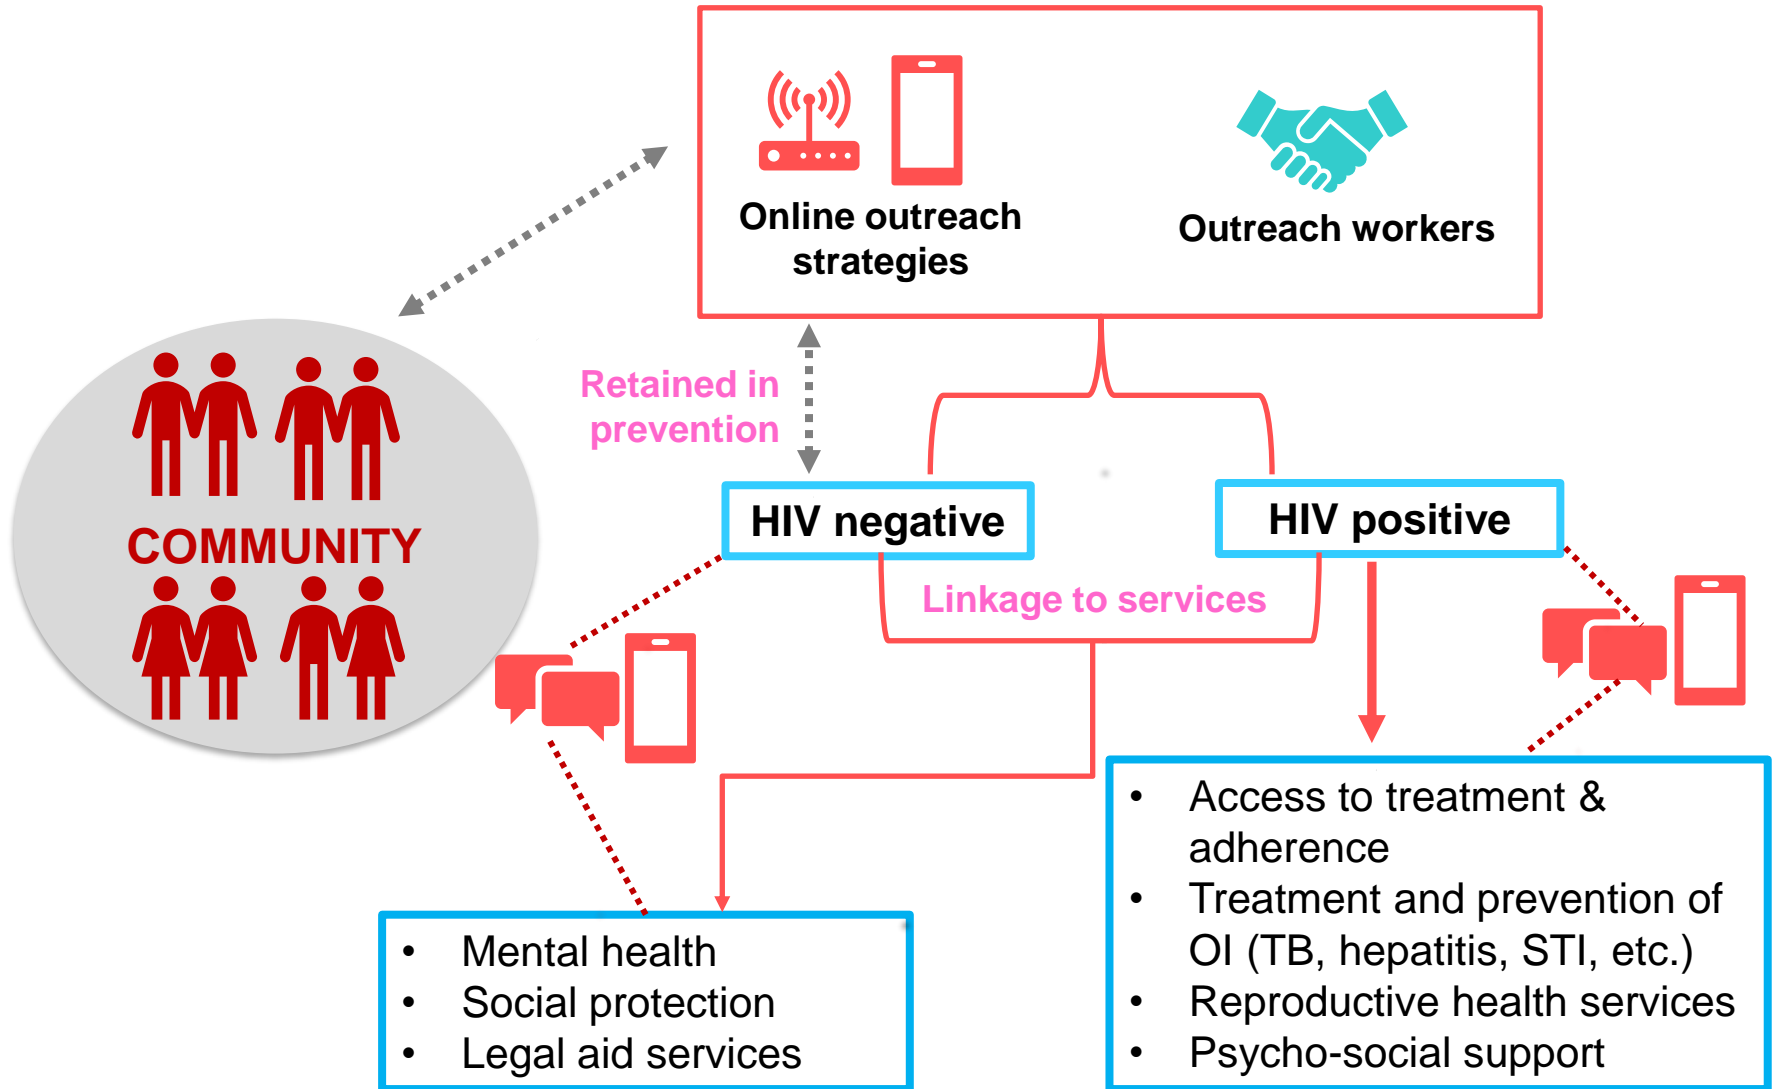 Online outreach
strategies
Outreach workers
Retained in
prevention
COMMUNITY
HIV negative
HIV positive
Linkage to services
• Mental health
• Social protection
• Legal aid services
• Access to treatment &
adherence
• Treatment and prevention of
OI (TB, hepatitis, STI, etc.)
• Reproductive health services
• Psycho-social support